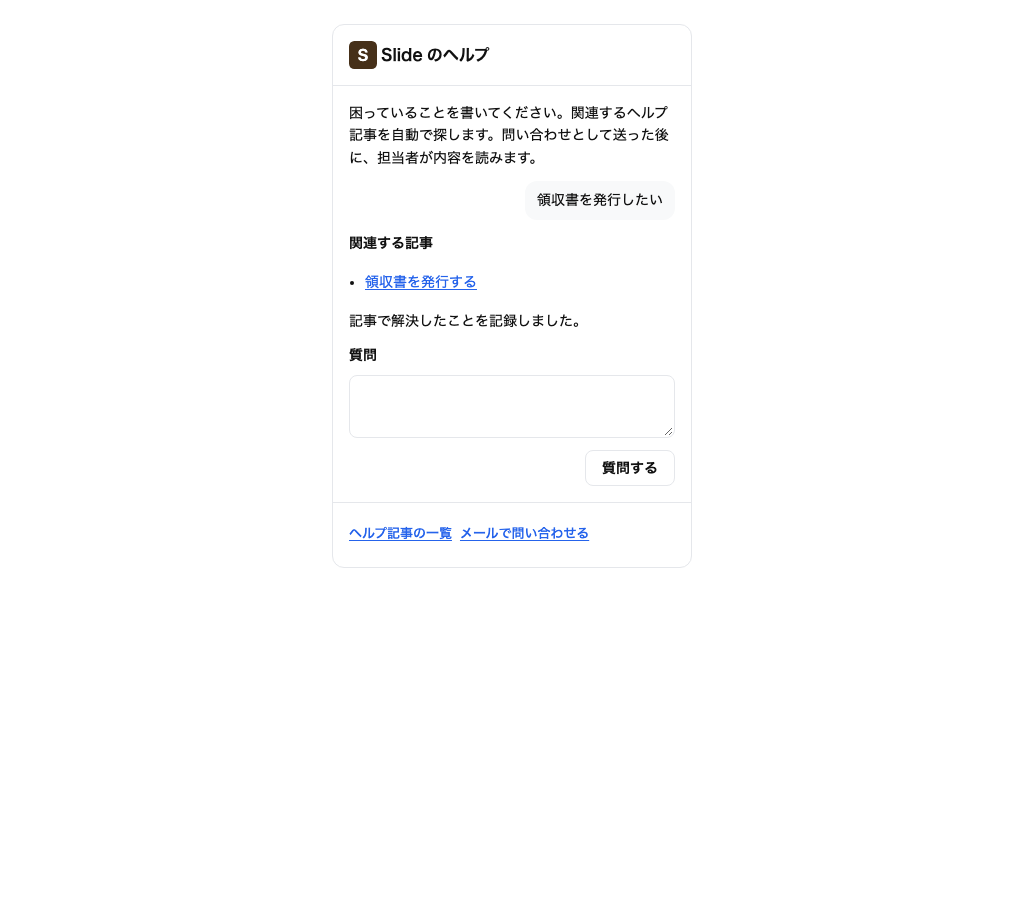 S Slide のヘルプ
困っていることを書いてください。関連するヘルプ
記事を自動で探します。問い合わせとして送った後
に、担当者が内容を読みます。
領収書を発行したい
関連する記事
• 領収書を発行する
記事で解決したことを記録しました。
質問
質問する
ヘルプ記事の一覧 メールで問い合わせる